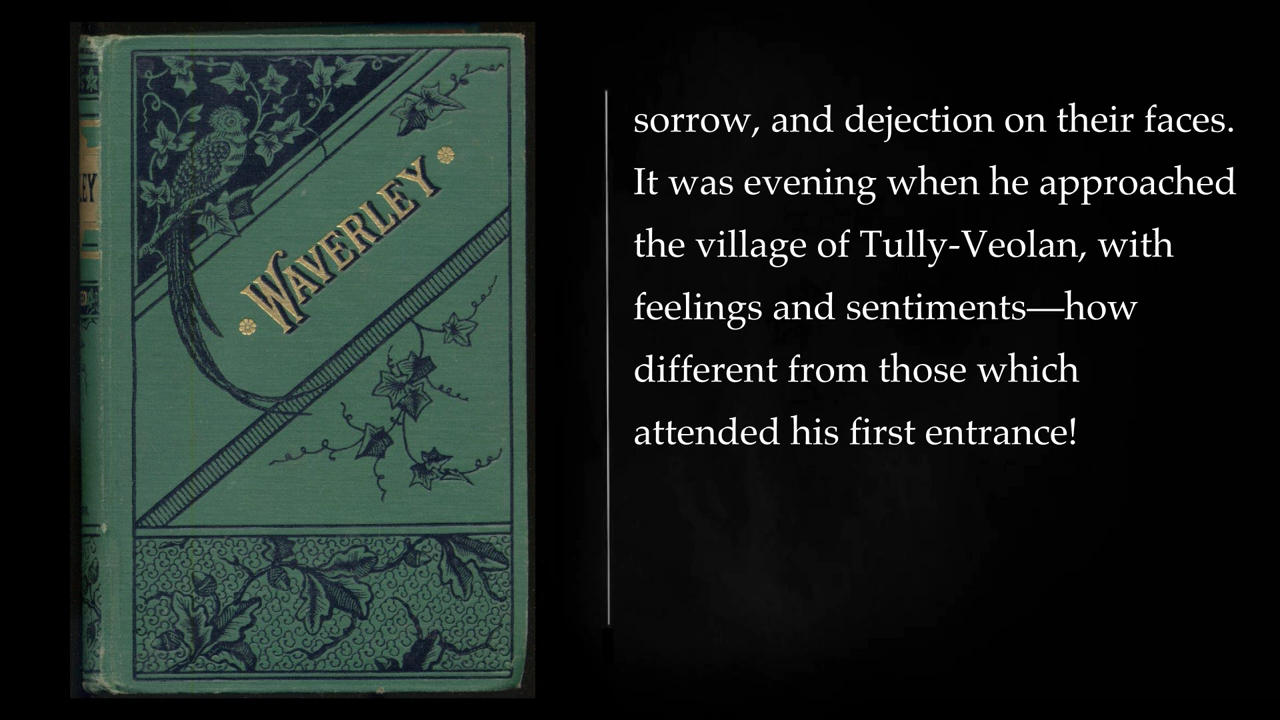 EY
WAVERLEY
sorrow, and dejection on their faces.
It was evening when he approached
the village of Tully-Veolan, with
feelings and sentiments—how
different from those which
attended his first entrance!